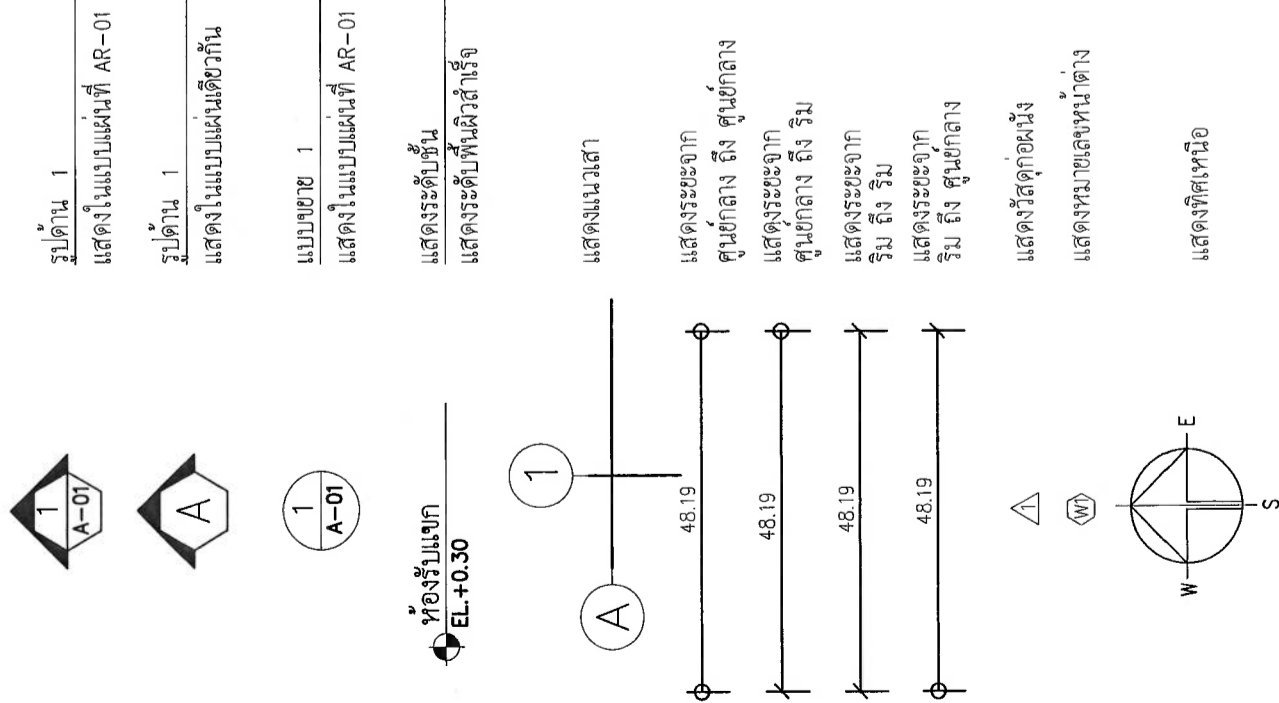 1
A-01
รูปด้าน 1
แสดงในแบบแผ่นที่ AR-01
A
รูปด้าน 1
แสดงในแบบแผ่นเดียวกัน
1
A-01
แบบขยาย 1
แสดงในแบบแผ่นที่ AR-01
ห้องรับแขก
EL.+0.30
แสดงระดับชั้น
แสดงระดับพื้นผิวสำเร็จ
1
A
แสดงแนวเสา
48.19
แสดงระยะจาก
ศูนย์กลาง ถึง ศูนย์กลาง
48.19
แสดงระยะจาก
ศูนย์กลาง ถึง ริม
48.19
แสดงระยะจาก
ริม ถึง ริม
48.19
แสดงระยะจาก
ริม ถึง ศูนย์กลาง
1
แสดงวัสดุก่อผนัง
W1
แสดงหมายเลขหน้าต่าง
W
E
S
แสดงทิศเหนือ